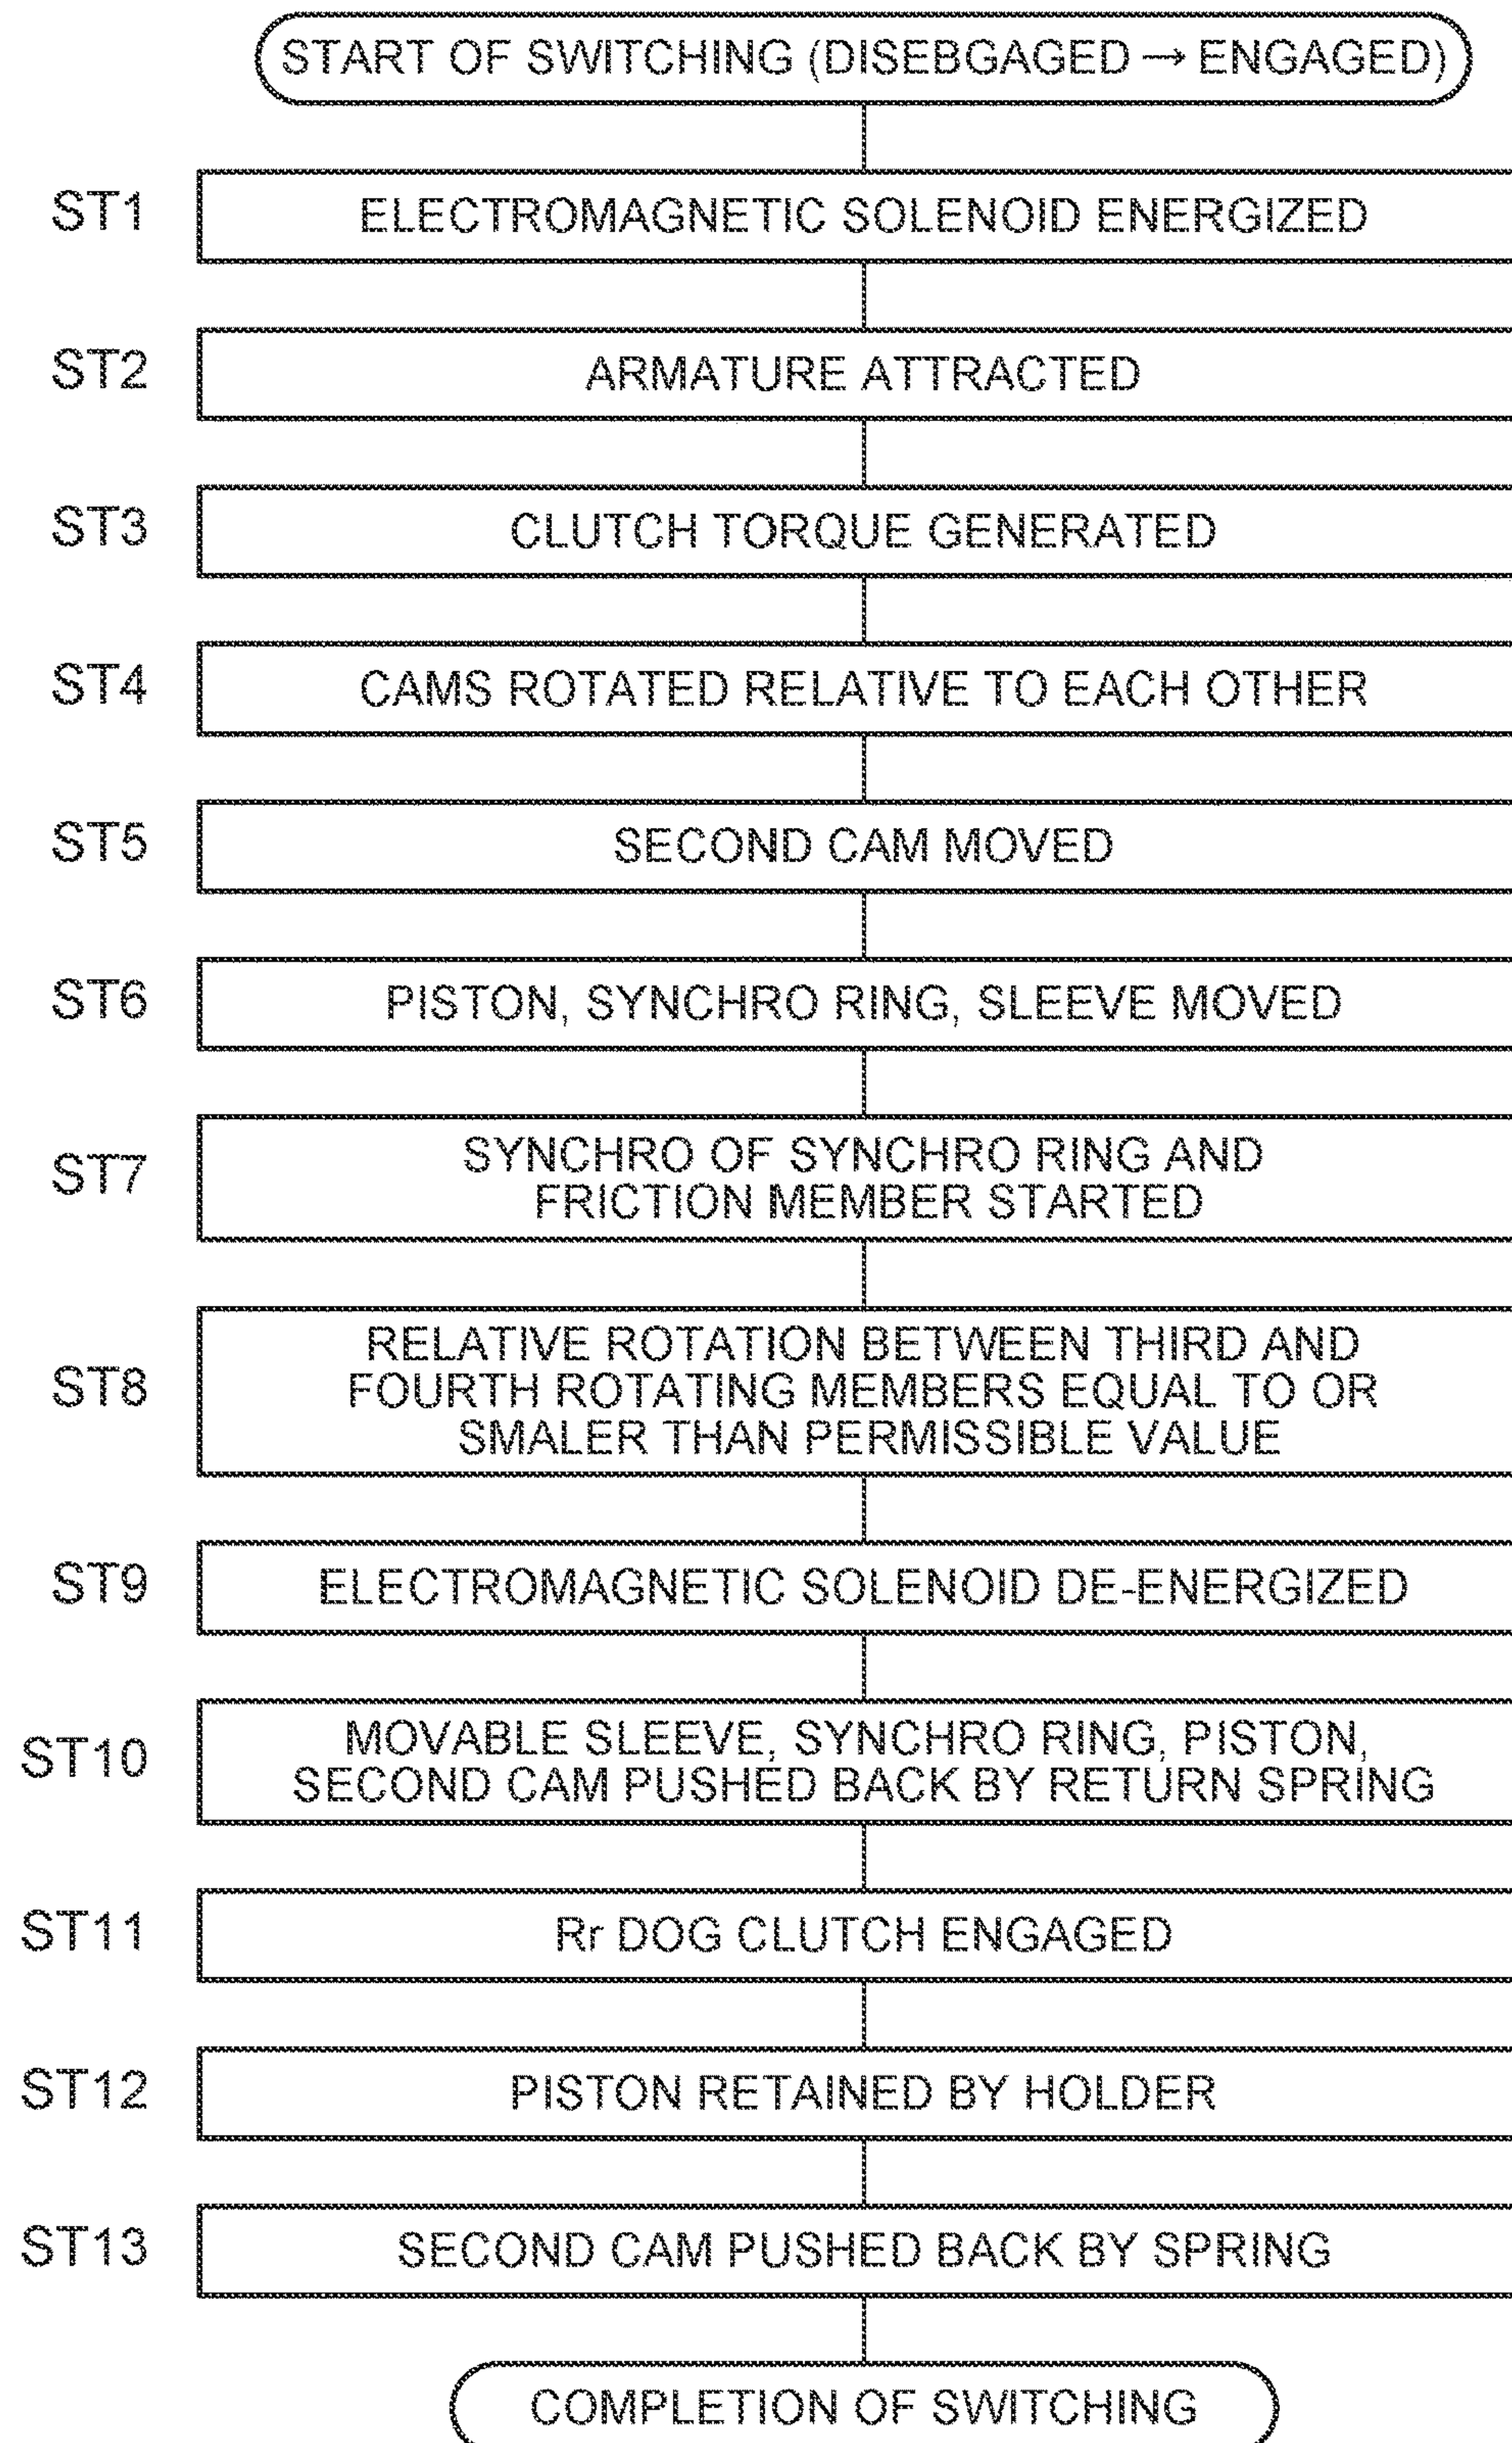 START OF SWITCHING (DISEBGAGED → ENGAGED)
ST1
ELECTROMAGNETIC SOLENOID ENERGIZED
ST2
ARMATURE ATTRACTED
ST3
CLUTCH TORQUE GENERATED
ST4
CAMS ROTATED RELATIVE TO EACH OTHER
ST5
SECOND CAM MOVED
ST6
PISTON, SYNCHRO RING, SLEEVE MOVED
ST7
SYNCHRO OF SYNCHRO RING AND
FRICTION MEMBER STARTED
ST8
RELATIVE ROTATION BETWEEN THIRD AND
FOURTH ROTATING MEMBERS EQUAL TO OR
SMALER THAN PERMISSIBLE VALUE
ST9
ELECTROMAGNETIC SOLENOID DE-ENERGIZED
ST10
MOVABLE SLEEVE, SYNCHRO RING, PISTON,
SECOND CAM PUSHED BACK BY RETURN SPRING
ST11
Rr DOG CLUTCH ENGAGED
ST12
PISTON RETAINED BY HOLDER
ST13
SECOND CAM PUSHED BACK BY SPRING
COMPLETION OF SWITCHING